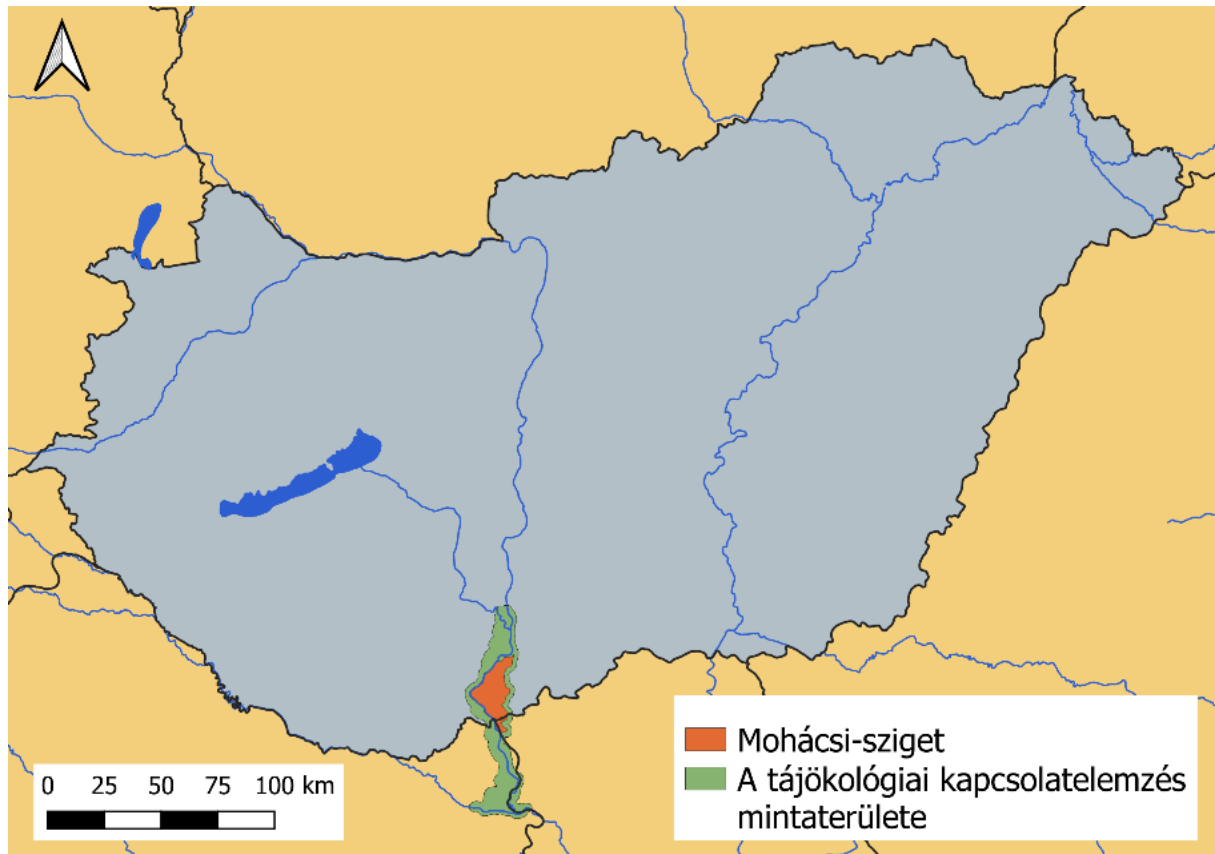 0 25 50 75 100 km
Mohácsi-sziget
A tájökológiai kapcsolatelemzés
mintaterülete